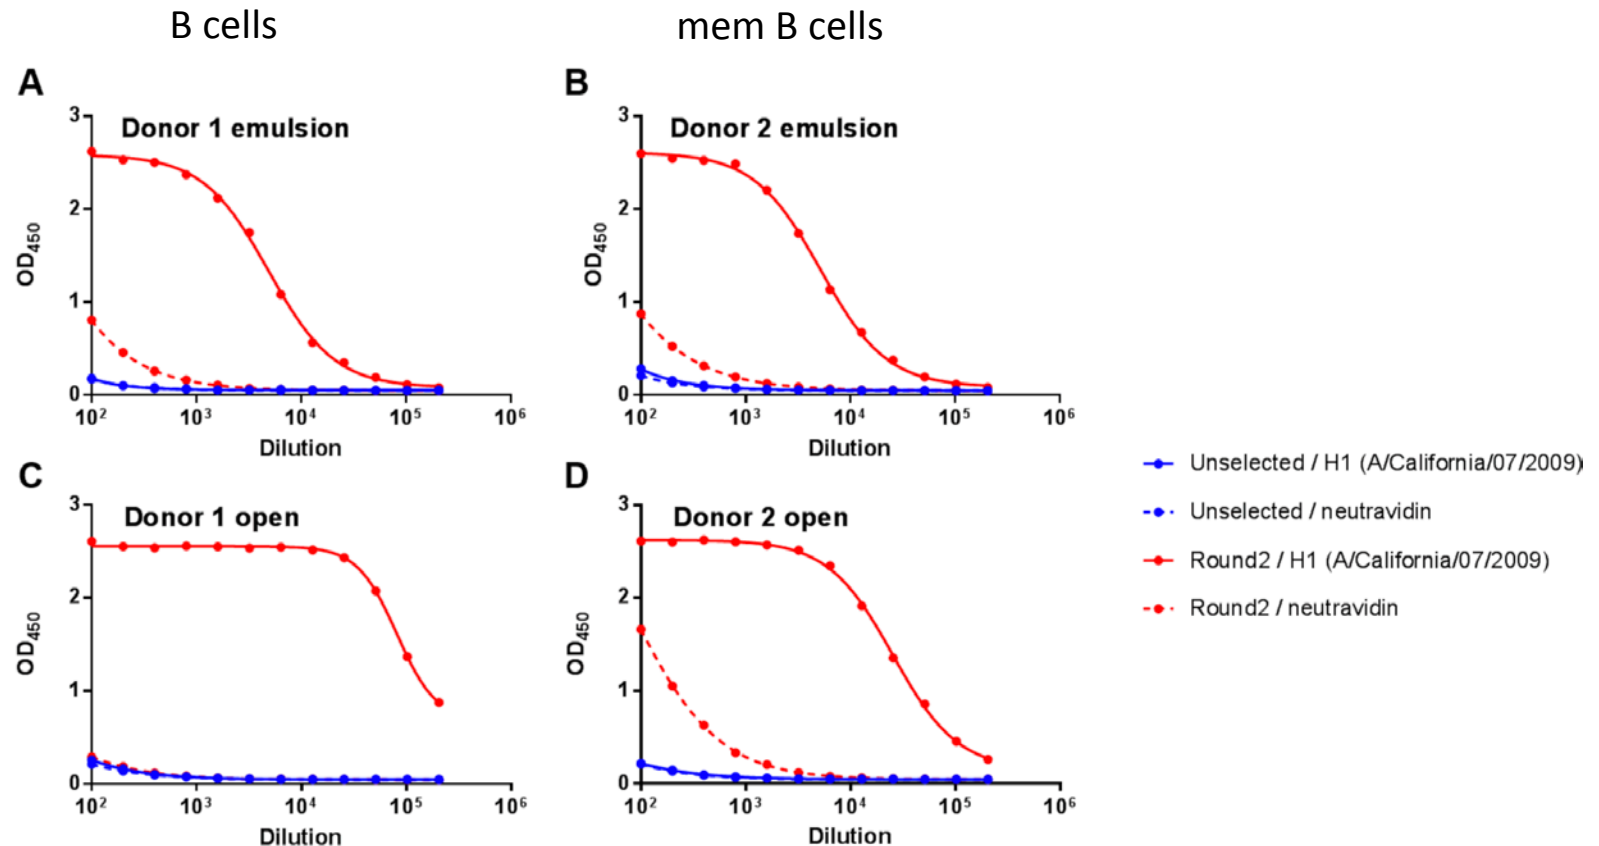 B cells
mem B cells
A
B
Donor 1 emulsion
Donor 2 emulsion
3
2
1
0
OD450
10² 10³ 10⁴ 10⁵ 10⁶
Dilution
3
2
1
0
OD450
10² 10³ 10⁴ 10⁵ 10⁶
Dilution
C
D
Donor 1 open
Donor 2 open
3
2
1
0
OD450
10² 10³ 10⁴ 10⁵ 10⁶
Dilution
3
2
1
0
OD450
10² 10³ 10⁴ 10⁵ 10⁶
Dilution
Unselected / H1 (A/California/07/2009)
Unselected / neutravidin
Round2 / H1 (A/California/07/2009)
Round2 / neutravidin